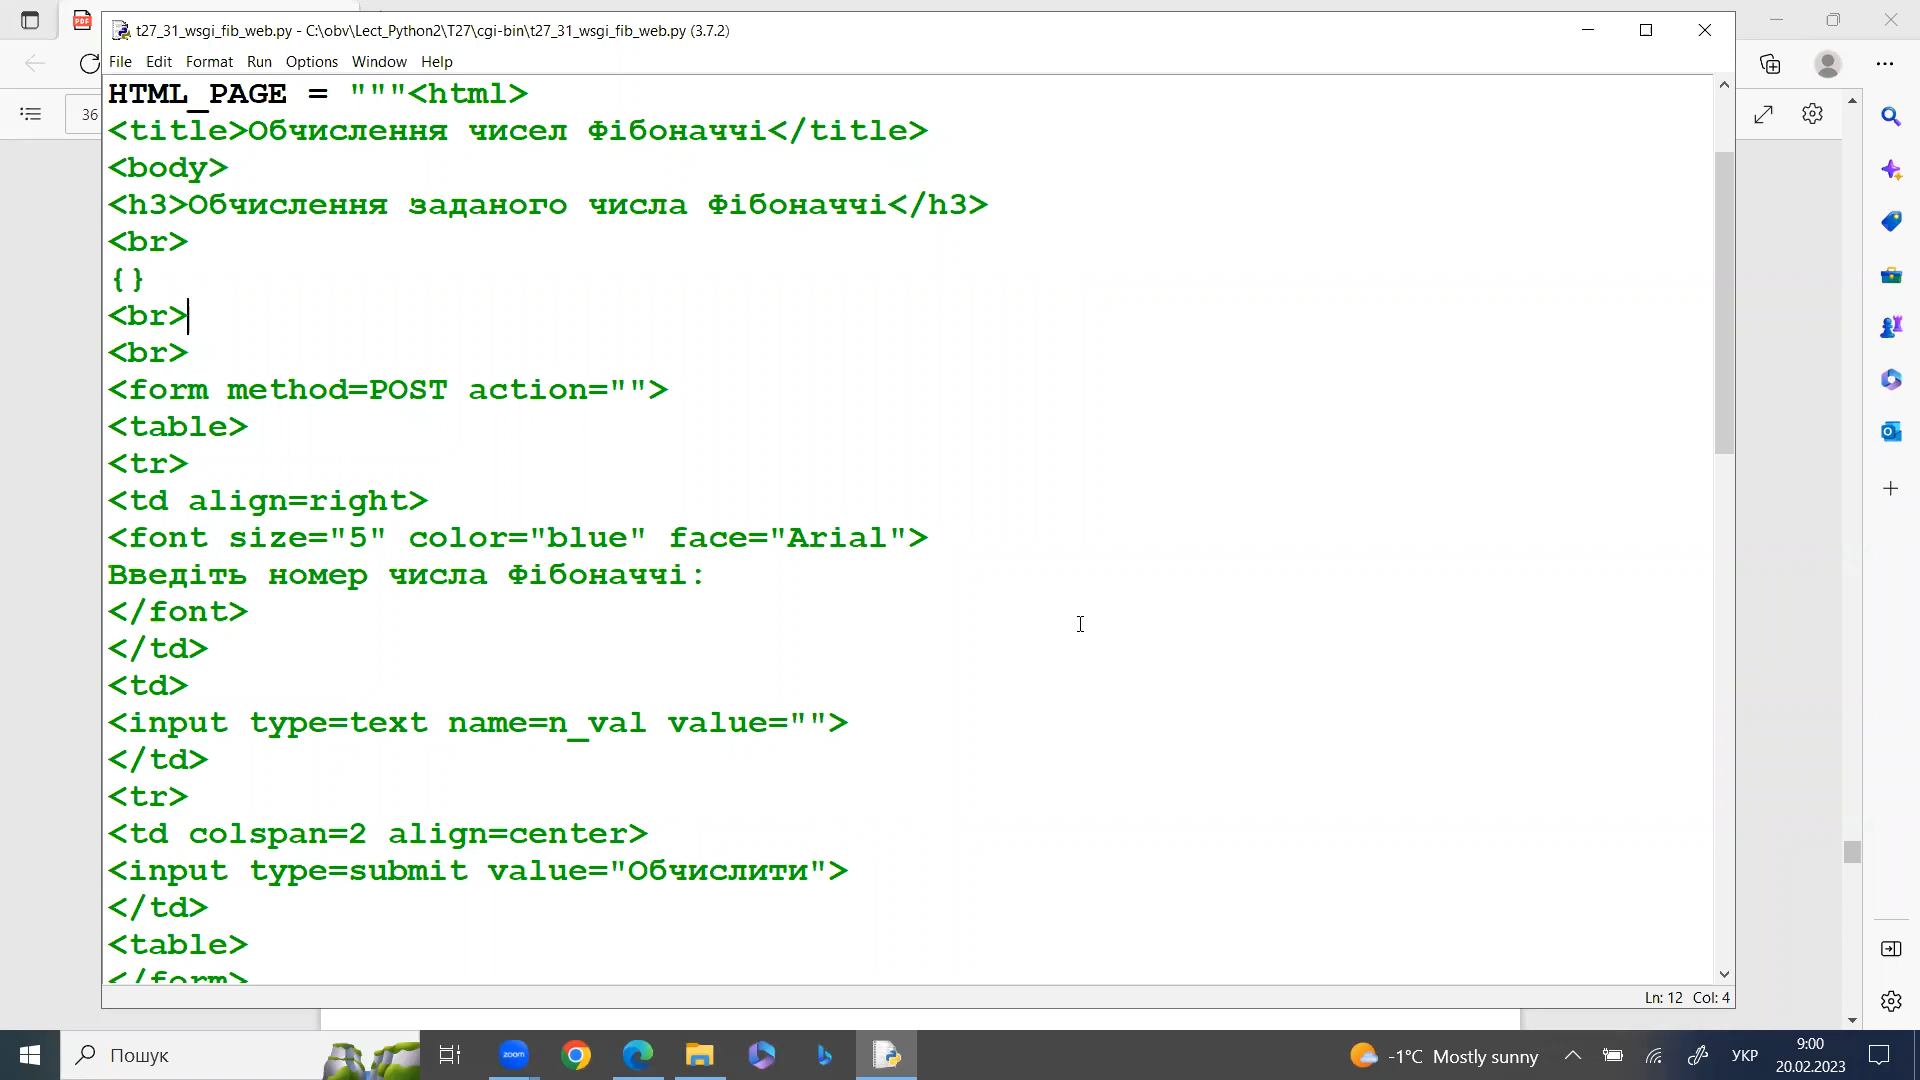 t27_31_wsgi_fib_web.py - C:\obv\Lect_Python2\T27\cgi-bin\t27_31_wsgi_fib_web.py (3.7.2)
File Edit Format Run Options Window Help
36
HTML_PAGE = """<html>
<title>Обчислення чисел Фібоначчі</title>
<body>
<h3>Обчислення заданого числа Фібоначчі</h3>
<br>
{}
<br>
<br>
<form method=POST action="">
<table>
<tr>
<td align=right>
<font size="5" color="blue" face="Arial">
Введіть номер числа Фібоначчі:
</font>
</td>
<td>
<input type=text name=n_val value="">
</td>
<tr>
<td colspan=2 align=center>
<input type=submit value="Обчислити">
</td>
<table>
</form>
Ln: 12 Col: 4
Пошук
zoom
-1°C Mostly sunny
УКР
9:00
20.02.2023